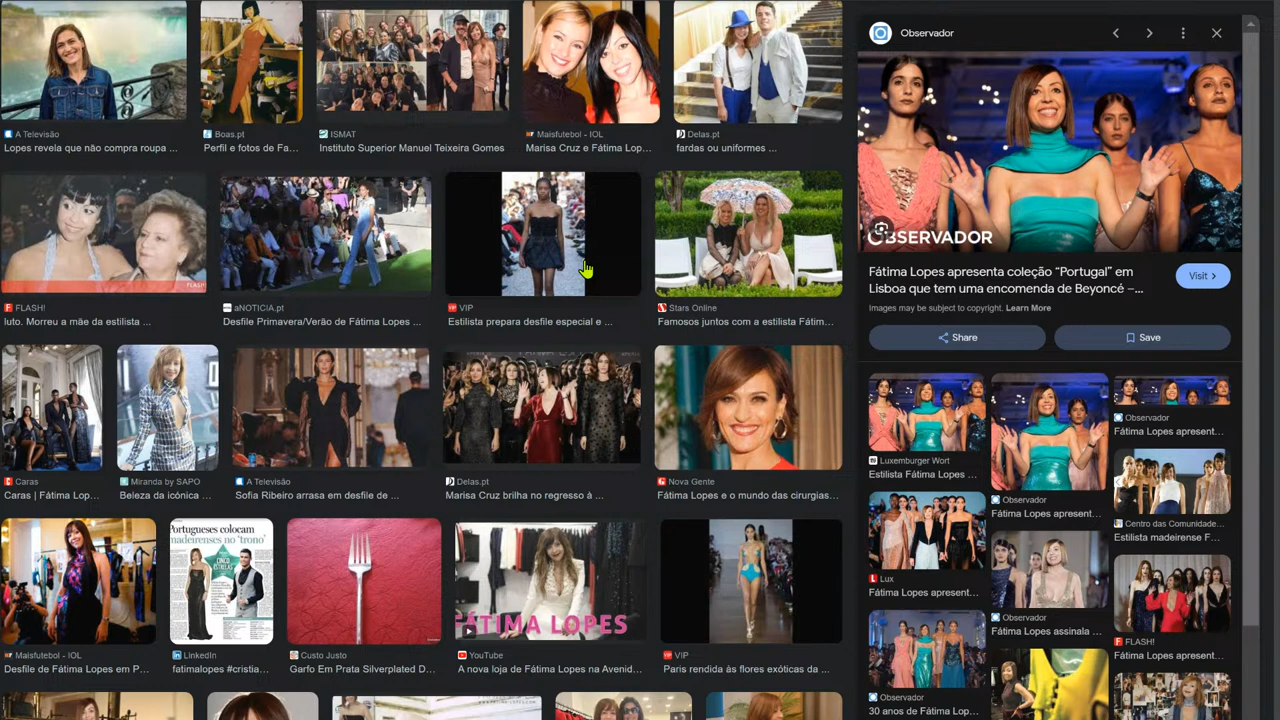 A Televisão
Lopes revela que não compra roupa ...
Boas.pt
Perfil e fotos de Fa...
ISMAT
Instituto Superior Manuel Teixeira Gomes
Maisfutebol - IOL
Marisa Cruz e Fátima Lop...
Delas.pt
fardas ou uniformes ...
FLASH!
FLASH!
luto. Morreu a mãe da estilista ...
aNOTICIA.pt
Desfile Primavera/Verão de Fátima Lopes ...
VIP
VIP
Estilista prepara desfile especial e ...
Stars Online
Famosos juntos com a estilista Fátim...
Caras
Caras | Fátima Lop...
Miranda by SAPO
Beleza da icónica ...
A Televisão
Sofia Ribeiro arrasa em desfile de ...
Delas.pt
Marisa Cruz brilha no regresso à ...
Nova Gente
Fátima Lopes e o mundo das cirurgias...
Maisfutebol - IOL
Desfile de Fátima Lopes em P...
Portugueses colocam
madeirenses no 'trono'
CINCO
ESTRELAS
LinkedIn
fatimalopes #cristia...
Custo Justo
Garfo Em Prata Silverplated D...
FÁTIMA LOPES
YouTube
A nova loja de Fátima Lopes na Avenid...
VIP
VIP
Paris rendida às flores exóticas da ...
Observador
OBSERVADOR
Fátima Lopes apresenta coleção “Portugal” em
Lisboa que tem uma encomenda de Beyoncé –...
Visit
Images may be subject to copyright. Learn More
Share
Save
Luxemburger Wort
Estilista Fátima Lopes ...
Observador
Fátima Lopes apresent...
Observador
Fátima Lopes apresent...
Centro das Comunidade...
Estilista madeirense F...
Lux
Fátima Lopes apresent...
Observador
Fátima Lopes assinala ...
FLASH!
Fátima Lopes apresent...
Observador
30 anos de Fátima Lop...